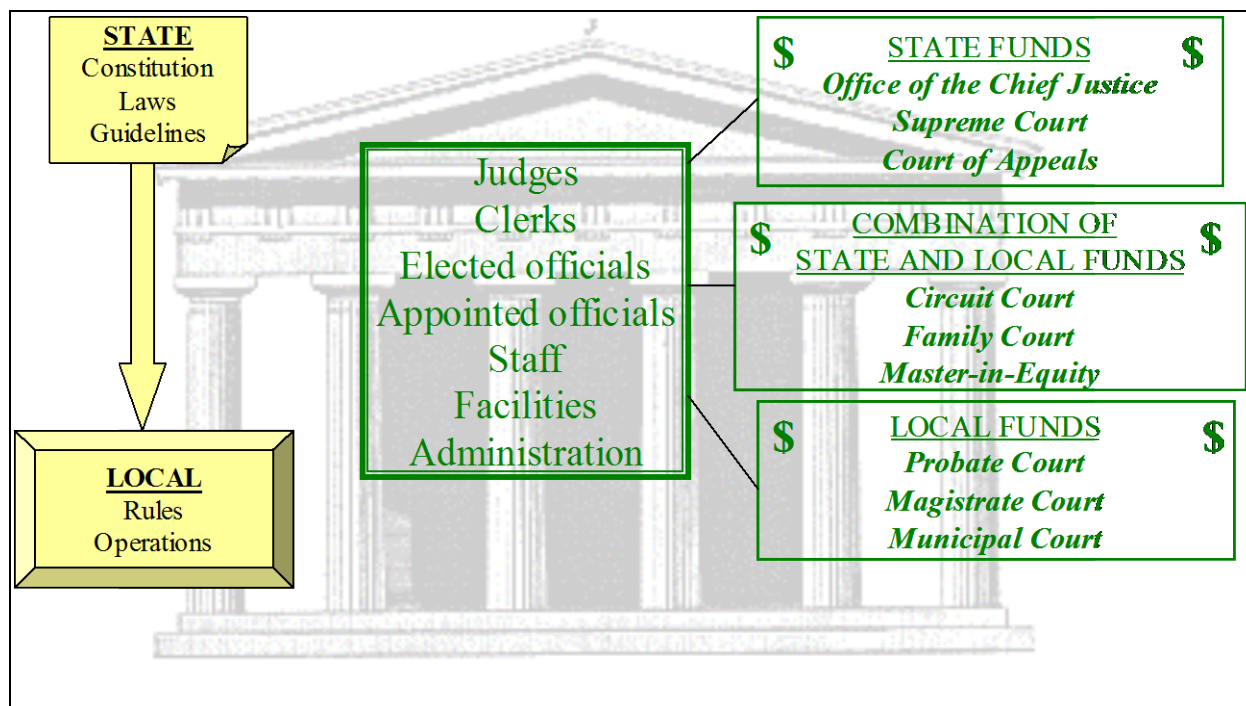 STATE
Constitution
Laws
Guidelines
LOCAL
Rules
Operations
Judges
Clerks
Elected officials
Appointed officials
Staff
Facilities
Administration
$ STATE FUNDS $
Office of the Chief Justice
Supreme Court
Court of Appeals
COMBINATION OF
$ STATE AND LOCAL FUNDS $
Circuit Court
Family Court
Master-in-Equity
$ LOCAL FUNDS $
Probate Court
Magistrate Court
Municipal Court